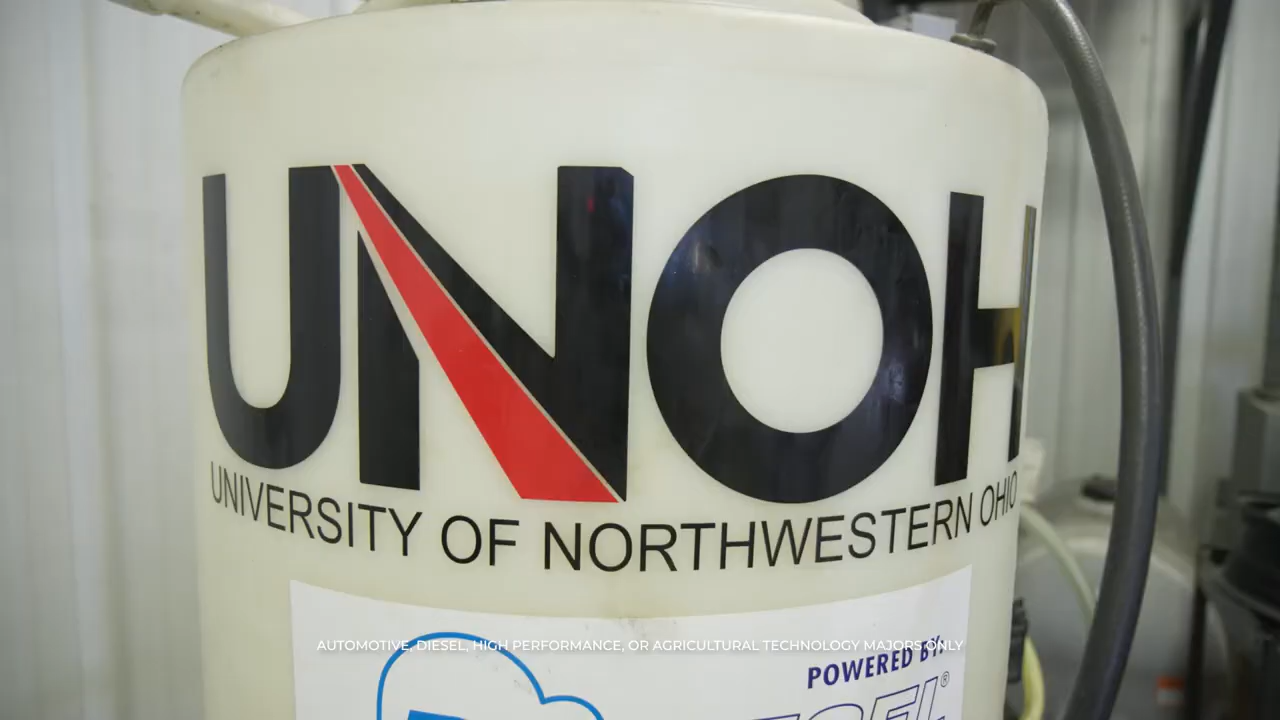 UNOH
UNIVERSITY OF NORTHWESTERN OHIO
AUTOMOTIVE, DIESEL, HIGH PERFORMANCE, OR AGRICULTURAL TECHNOLOGY MAJORS ONLY
POWERED BY: